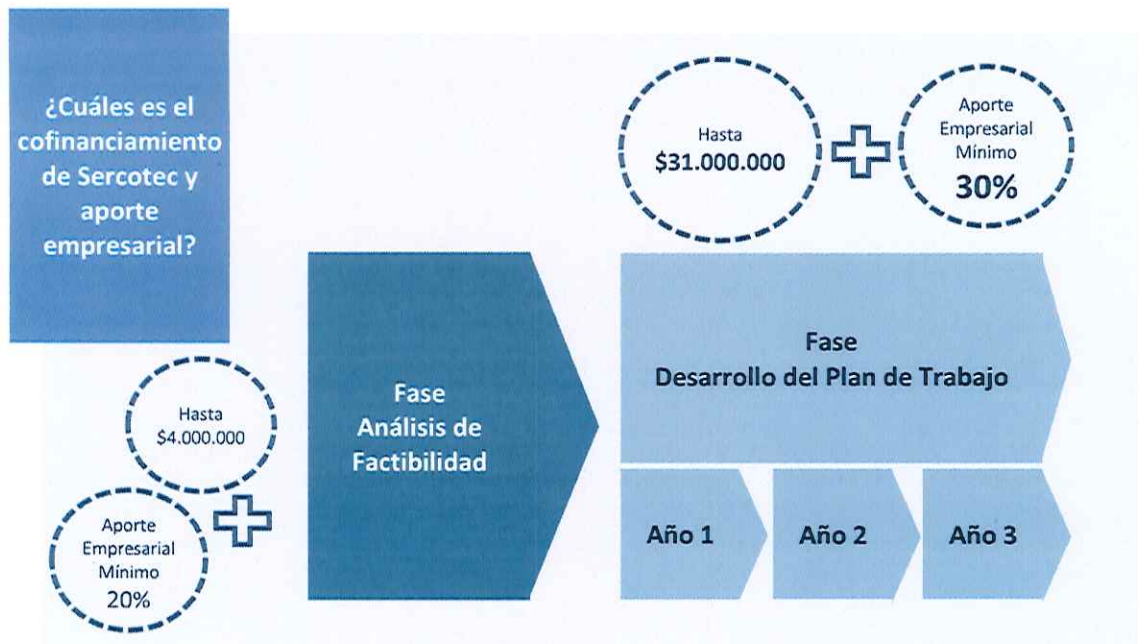 ¿Cuáles es el
cofinanciamiento
de Sercotec y
aporte
empresarial?
Hasta
$4.000.000
Aporte
Empresarial
Mínimo
20%
Fase
Análisis de
Factibilidad
Hasta
$31.000.000
Aporte
Empresarial
Mínimo
30%
Fase
Desarrollo del Plan de Trabajo
Año 1
Año 2
Año 3